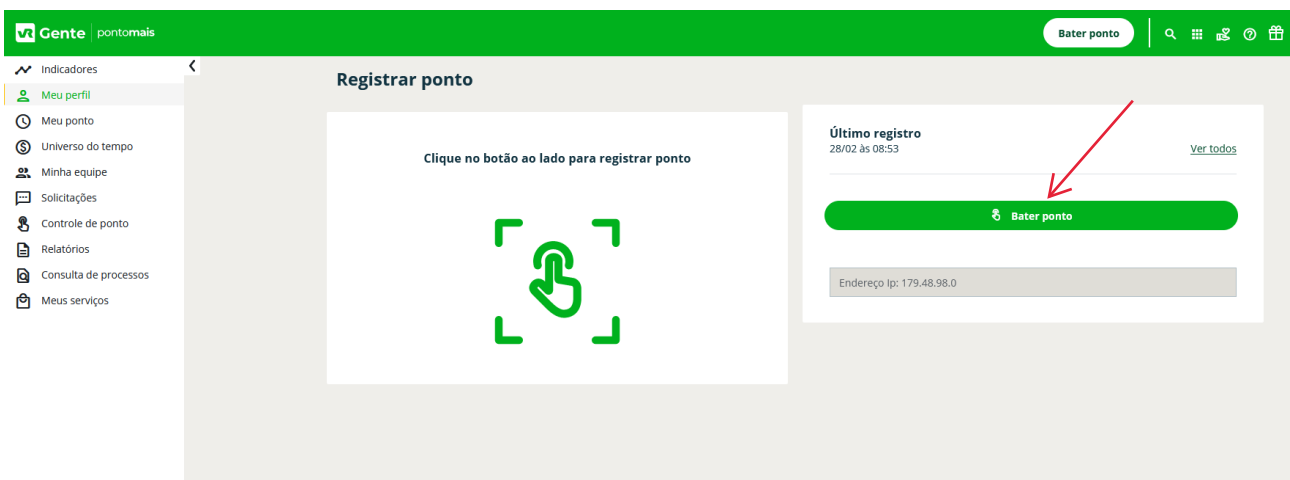 VR Gente pontomais
Bater ponto
Indicadores
Meu perfil
Meu ponto
Universo do tempo
Minha equipe
Solicitações
Controle de ponto
Relatórios
Consulta de processos
Meus serviços
Registrar ponto
Clique no botão ao lado para registrar ponto
Último registro
28/02 às 08:53
Ver todos
Bater ponto
Endereço Ip: 179.48.98.0